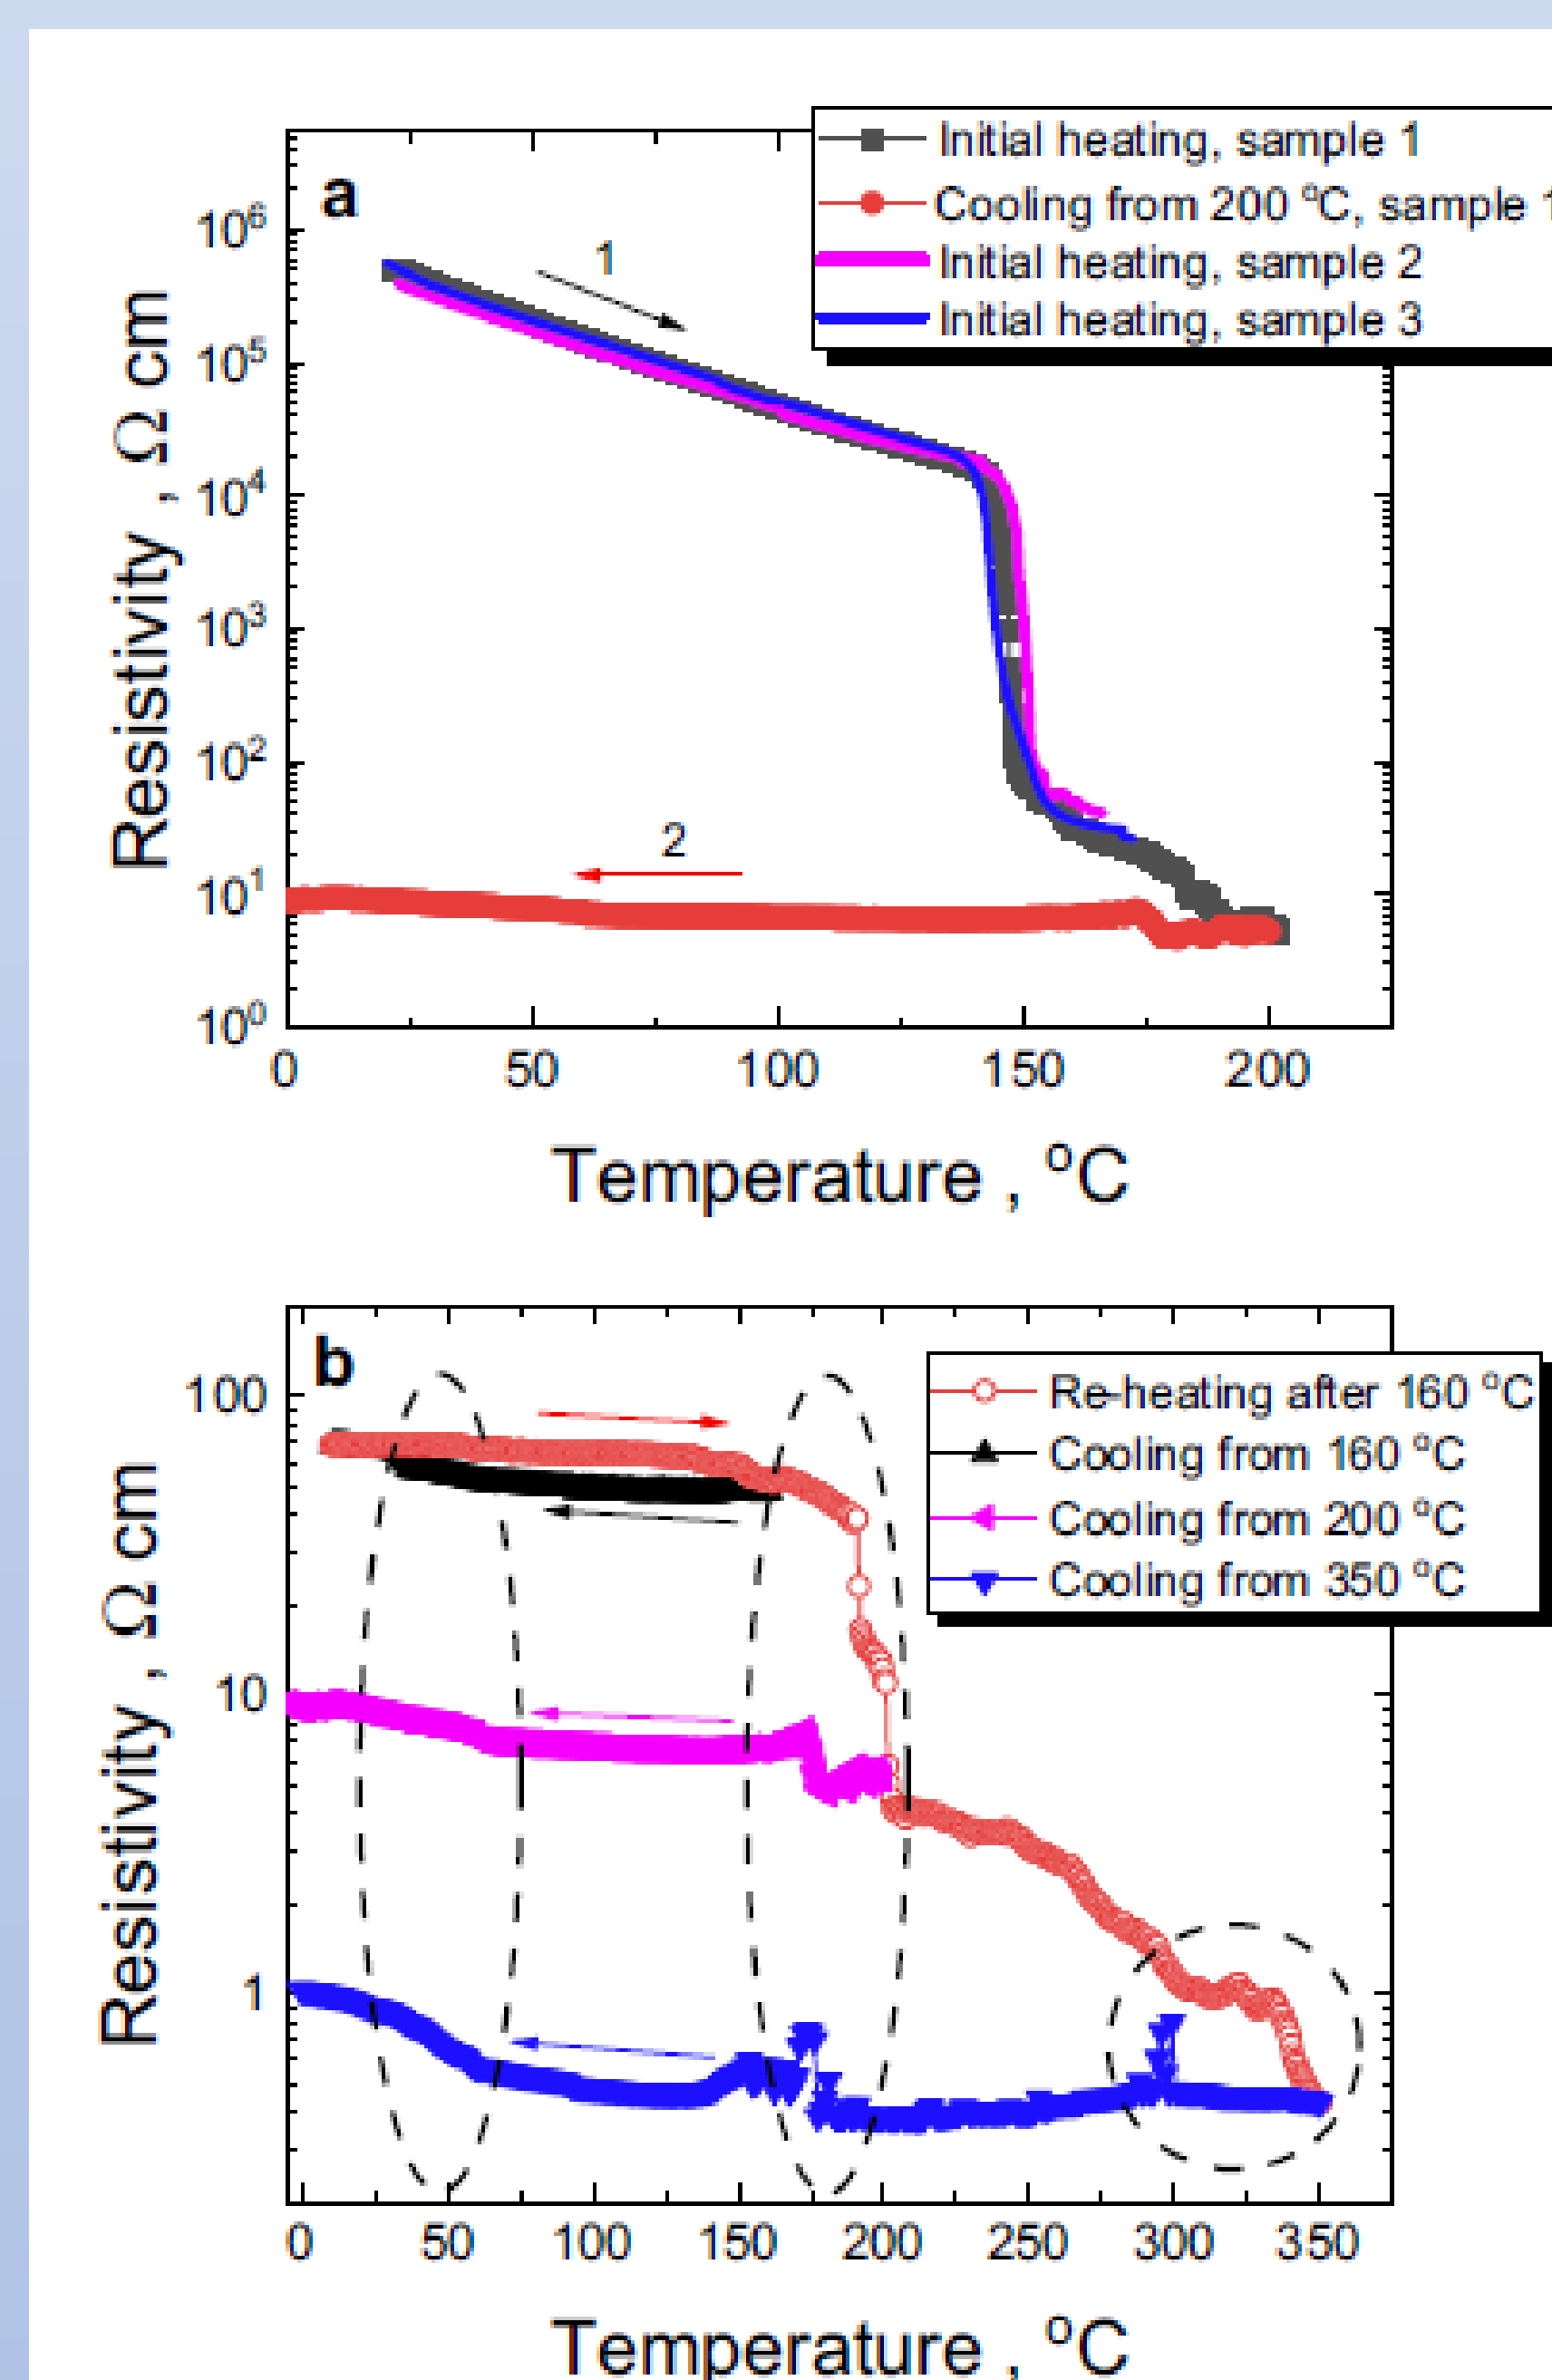 a
Initial heating, sample 1
Cooling from 200 °C, sample 1
Initial heating, sample 2
Initial heating, sample 3
1
2
10⁶
10⁵
10⁴
10³
10²
10¹
10⁰
Resistivity , Ω cm
0 50 100 150 200
Temperature , °C
b
Re-heating after 160 °C
Cooling from 160 °C
Cooling from 200 °C
Cooling from 350 °C
100
10
1
Resistivity , Ω cm
0 50 100 150 200 250 300 350
Temperature , °C